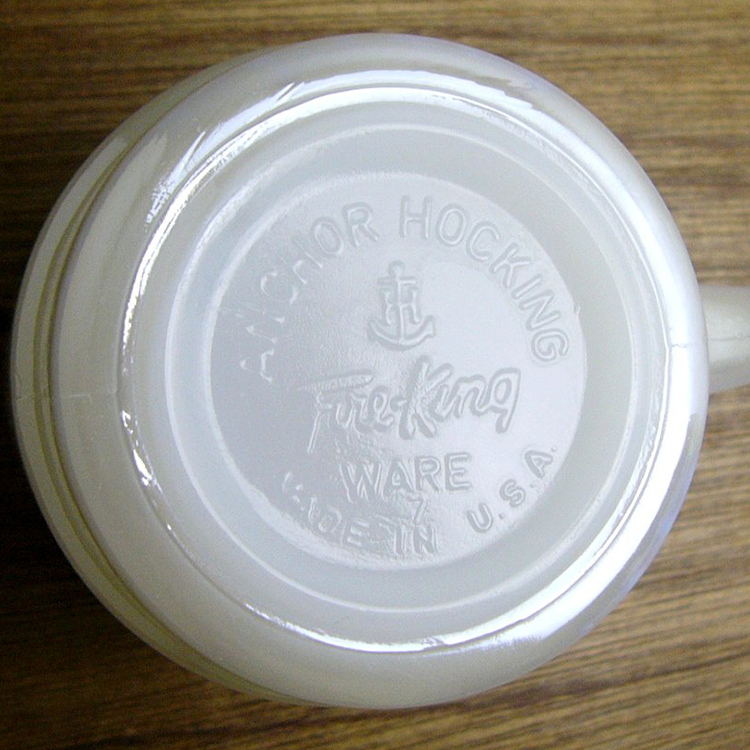 ANCHOR HOCKING
H
Fire-King
WARE
7
MADE IN U.S.A.